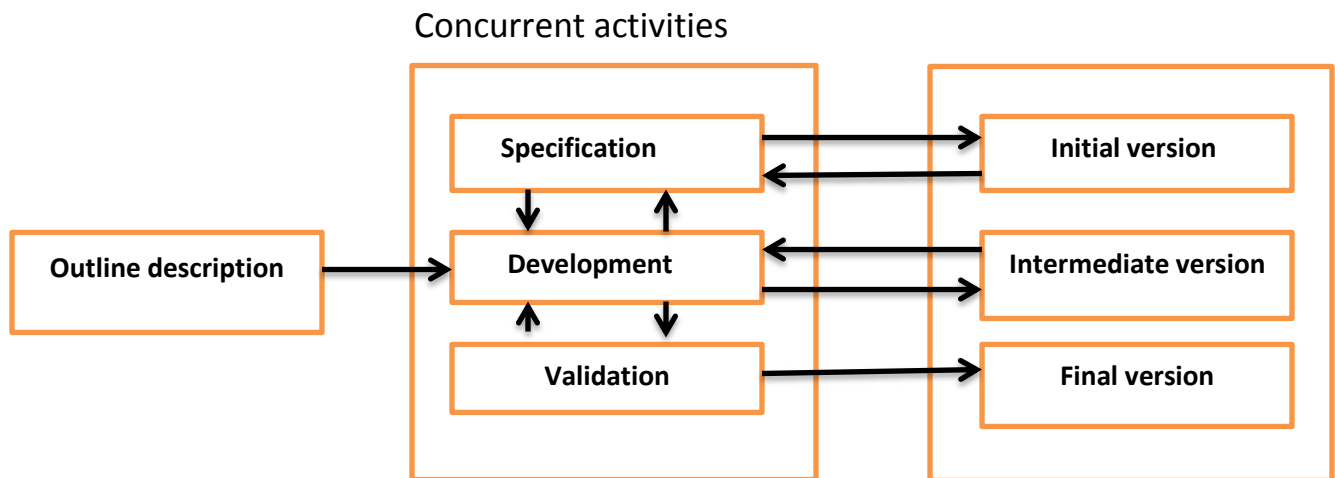 Concurrent activities
Specification
Initial version
Outline description
Development
Intermediate version
Validation
Final version